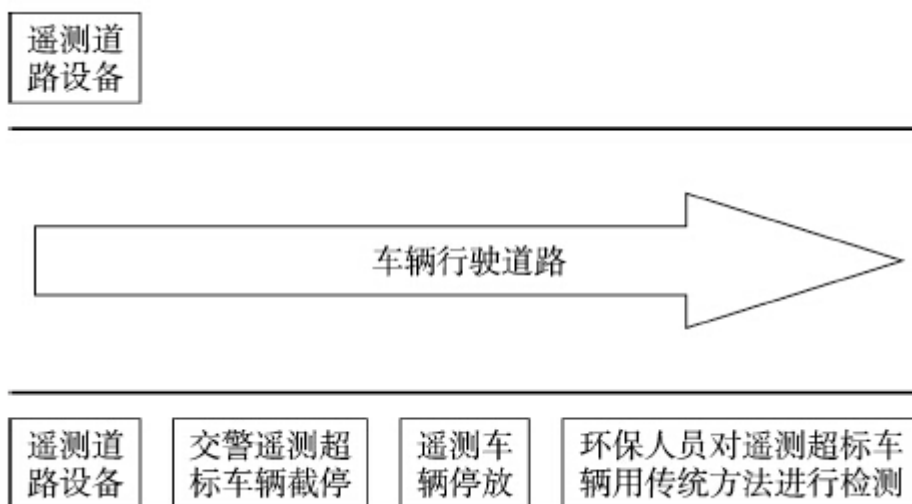 遥测道
路设备
车辆行驶道路
遥测道
路设备
交警遥测超
标车辆截停
遥测车
辆停放
环保人员对遥测超标车
辆用传统方法进行检测